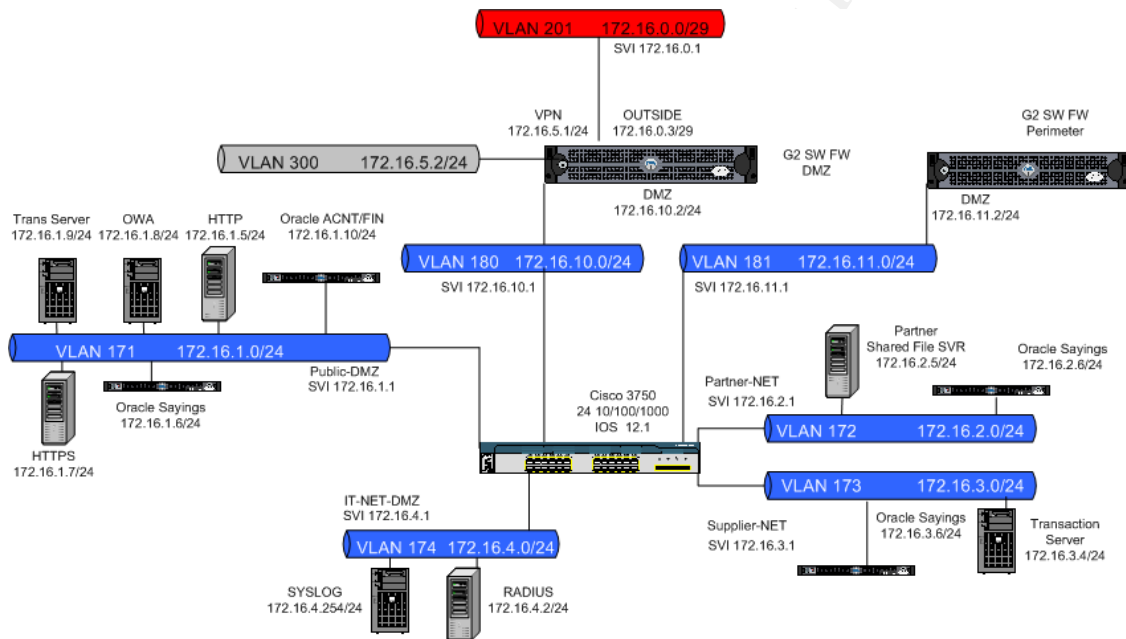 VLAN 201 172.16.0.0/29
SVI 172.16.0.1
VPN
172.16.5.1/24
OUTSIDE
172.16.0.3/29
G2 SW FW
Perimeter
VLAN 300 172.16.5.2/24
G2 SW FW
DMZ
DMZ
172.16.10.2/24
DMZ
172.16.11.2/24
Trans Server
172.16.1.9/24
OWA
172.16.1.8/24
HTTP
172.16.1.5/24
Oracle ACNT/FIN
172.16.1.10/24
VLAN 180 172.16.10.0/24
SVI 172.16.10.1
VLAN 181 172.16.11.0/24
SVI 172.16.11.1
VLAN 171 172.16.1.0/24
Public-DMZ
SVI 172.16.1.1
Oracle Sayings
172.16.1.6/24
HTTPS
172.16.1.7/24
Partner
Shared File SVR
172.16.2.5/24
Oracle Sayings
172.16.2.6/24
Partner-NET
SVI 172.16.2.1
Cisco 3750
24 10/100/1000
IOS 12.1
VLAN 172 172.16.2.0/24
VLAN 173 172.16.3.0/24
Supplier-NET
SVI 172.16.3.1
Oracle Sayings
172.16.3.6/24
Transaction
Server
172.16.3.4/24
IT-NET-DMZ
SVI 172.16.4.1
VLAN 174 172.16.4.0/24
SYSLOG
172.16.4.254/24
RADIUS
172.16.4.2/24